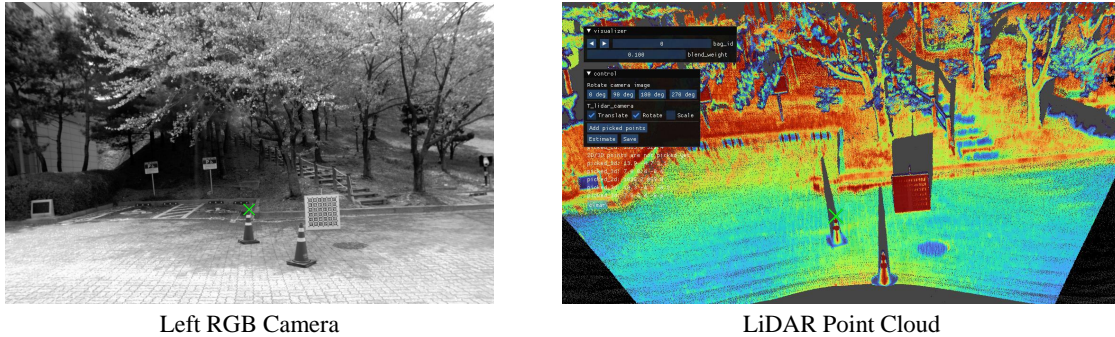 ▼ visualizer
◀ ▶ 0 bag_id
0.100 blend_weight
▼ control
Rotate camera image
0 deg 90 deg 180 deg 270 deg
T_lidar_camera
Translate Rotate Scale
Add picked points
Estimate Save
Left RGB Camera
LiDAR Point Cloud